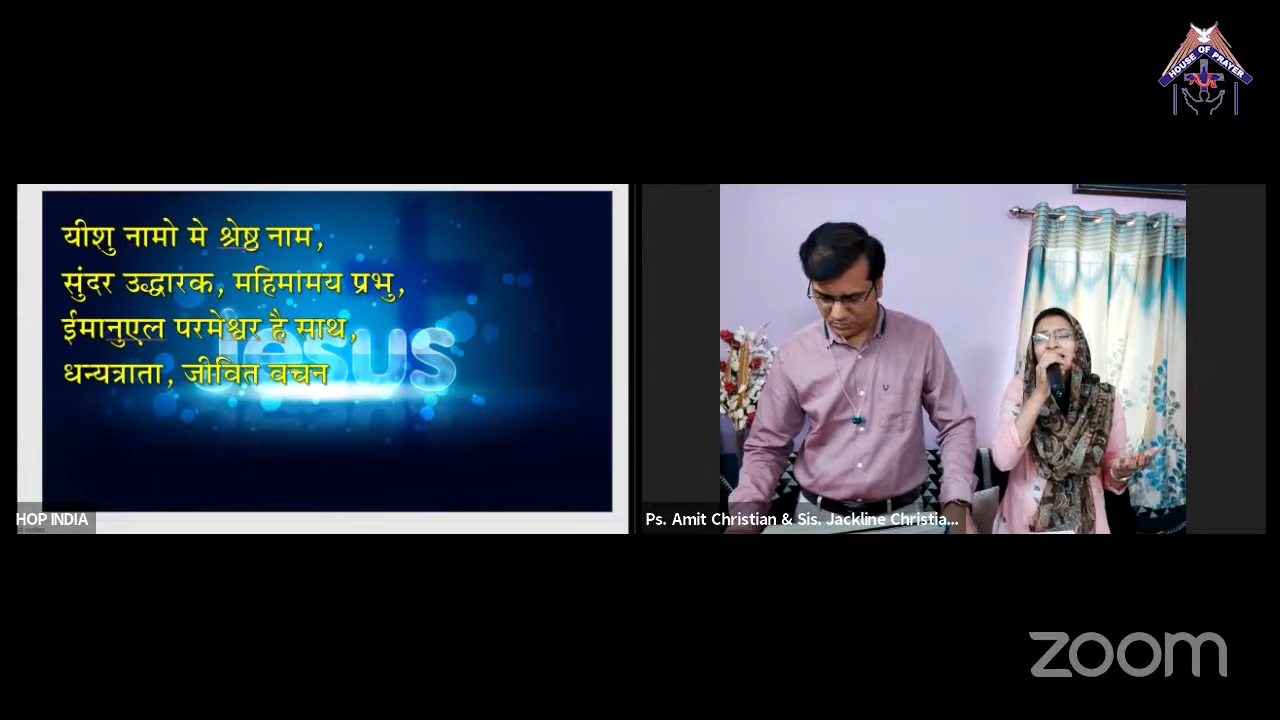 HOUSE OF PRAYER
यीशु नामो मे श्रेष्ठ नाम,
सुंदर उद्धारक, महिमामय प्रभु,
ईमानुएल परमेश्वर है साथ,
धन्यत्राता, जीवित वचन
Jesus
HOP INDIA
Ps. Amit Christian & Sis. Jackline Christia...
zoom